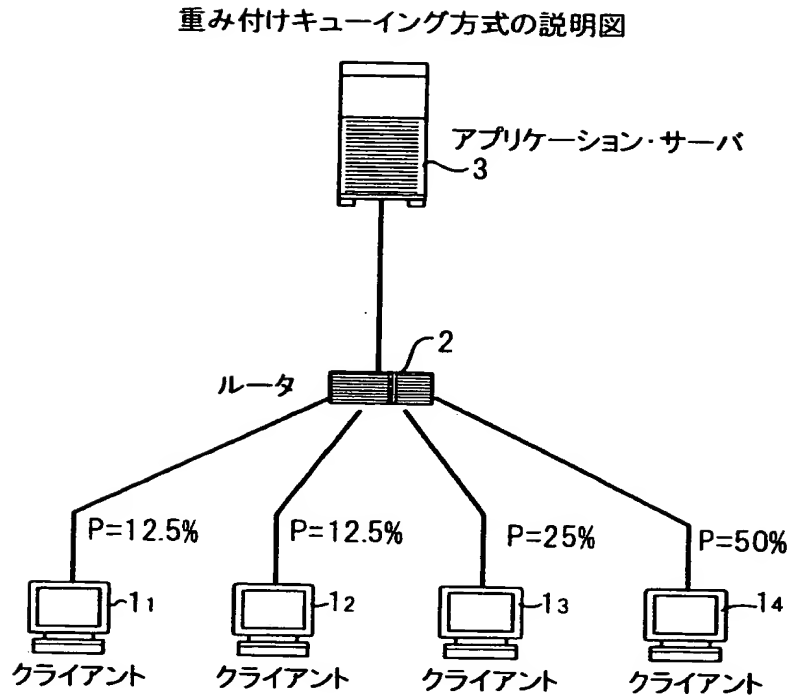 重み付けキューイング方式の説明図
アプリケーション・サーバ
3
2
ルータ
P=12.5%
P=12.5%
P=25%
P=50%
1₁
1₂
1₃
1₄
クライアント
クライアント
クライアント
クライアント